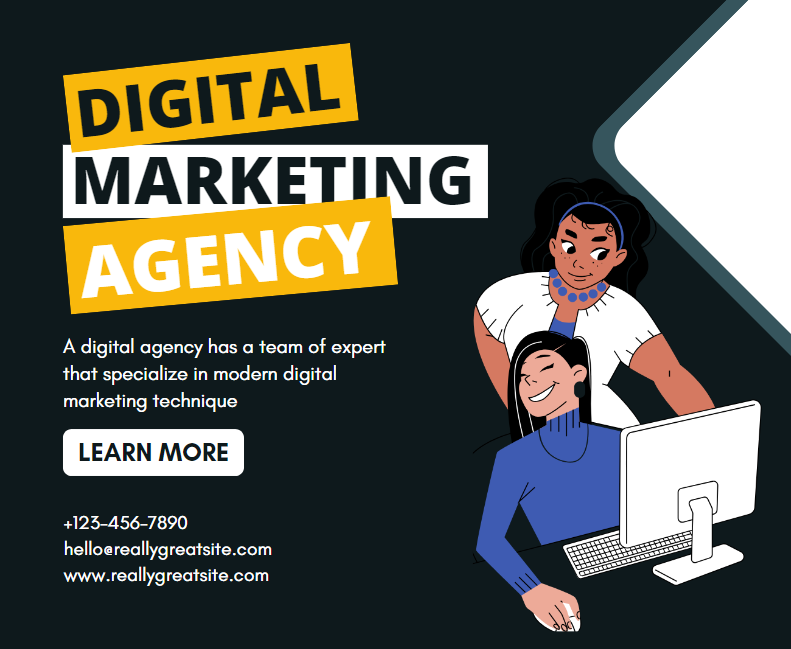 DIGITAL
MARKETING
AGENCY
A digital agency has a team of expert
that specialize in modern digital
marketing technique
LEARN MORE
+123-456-7890
hello@reallygreatsite.com
www.reallygreatsite.com